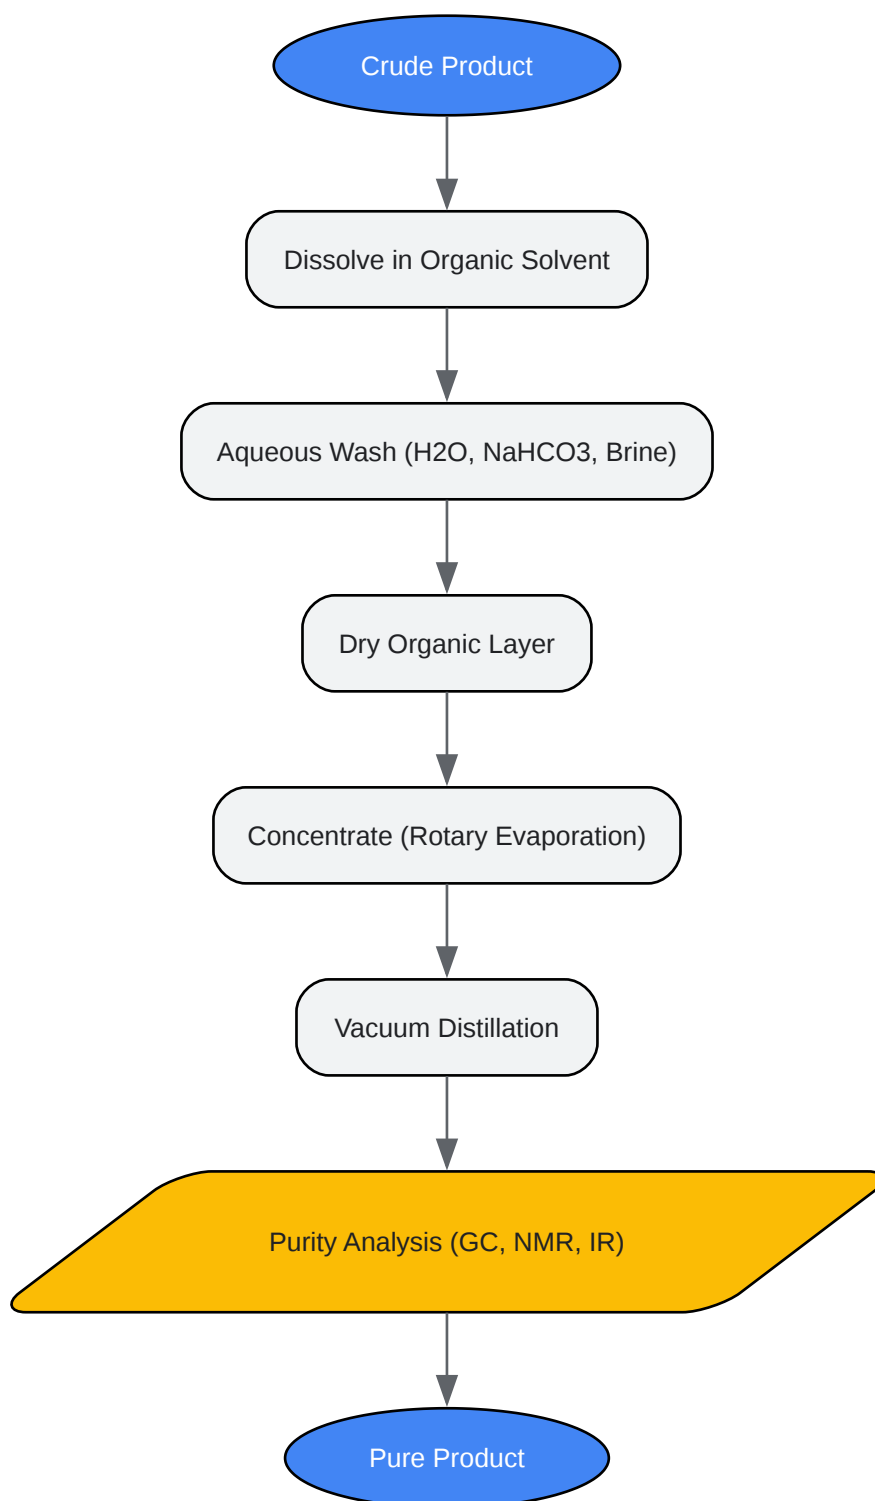 Crude Product
Dissolve in Organic Solvent
Aqueous Wash (H2O, NaHCO3, Brine)
Dry Organic Layer
Concentrate (Rotary Evaporation)
Vacuum Distillation
Purity Analysis (GC, NMR, IR)
Pure Product